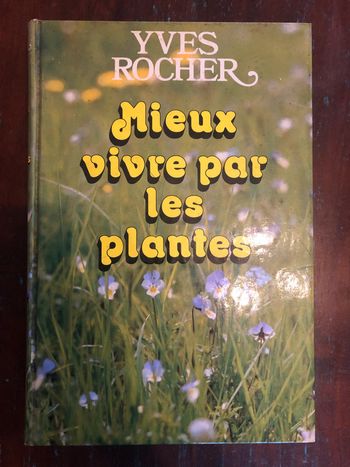 YVES
ROCHER
Mieux
vivre par
les
plantes